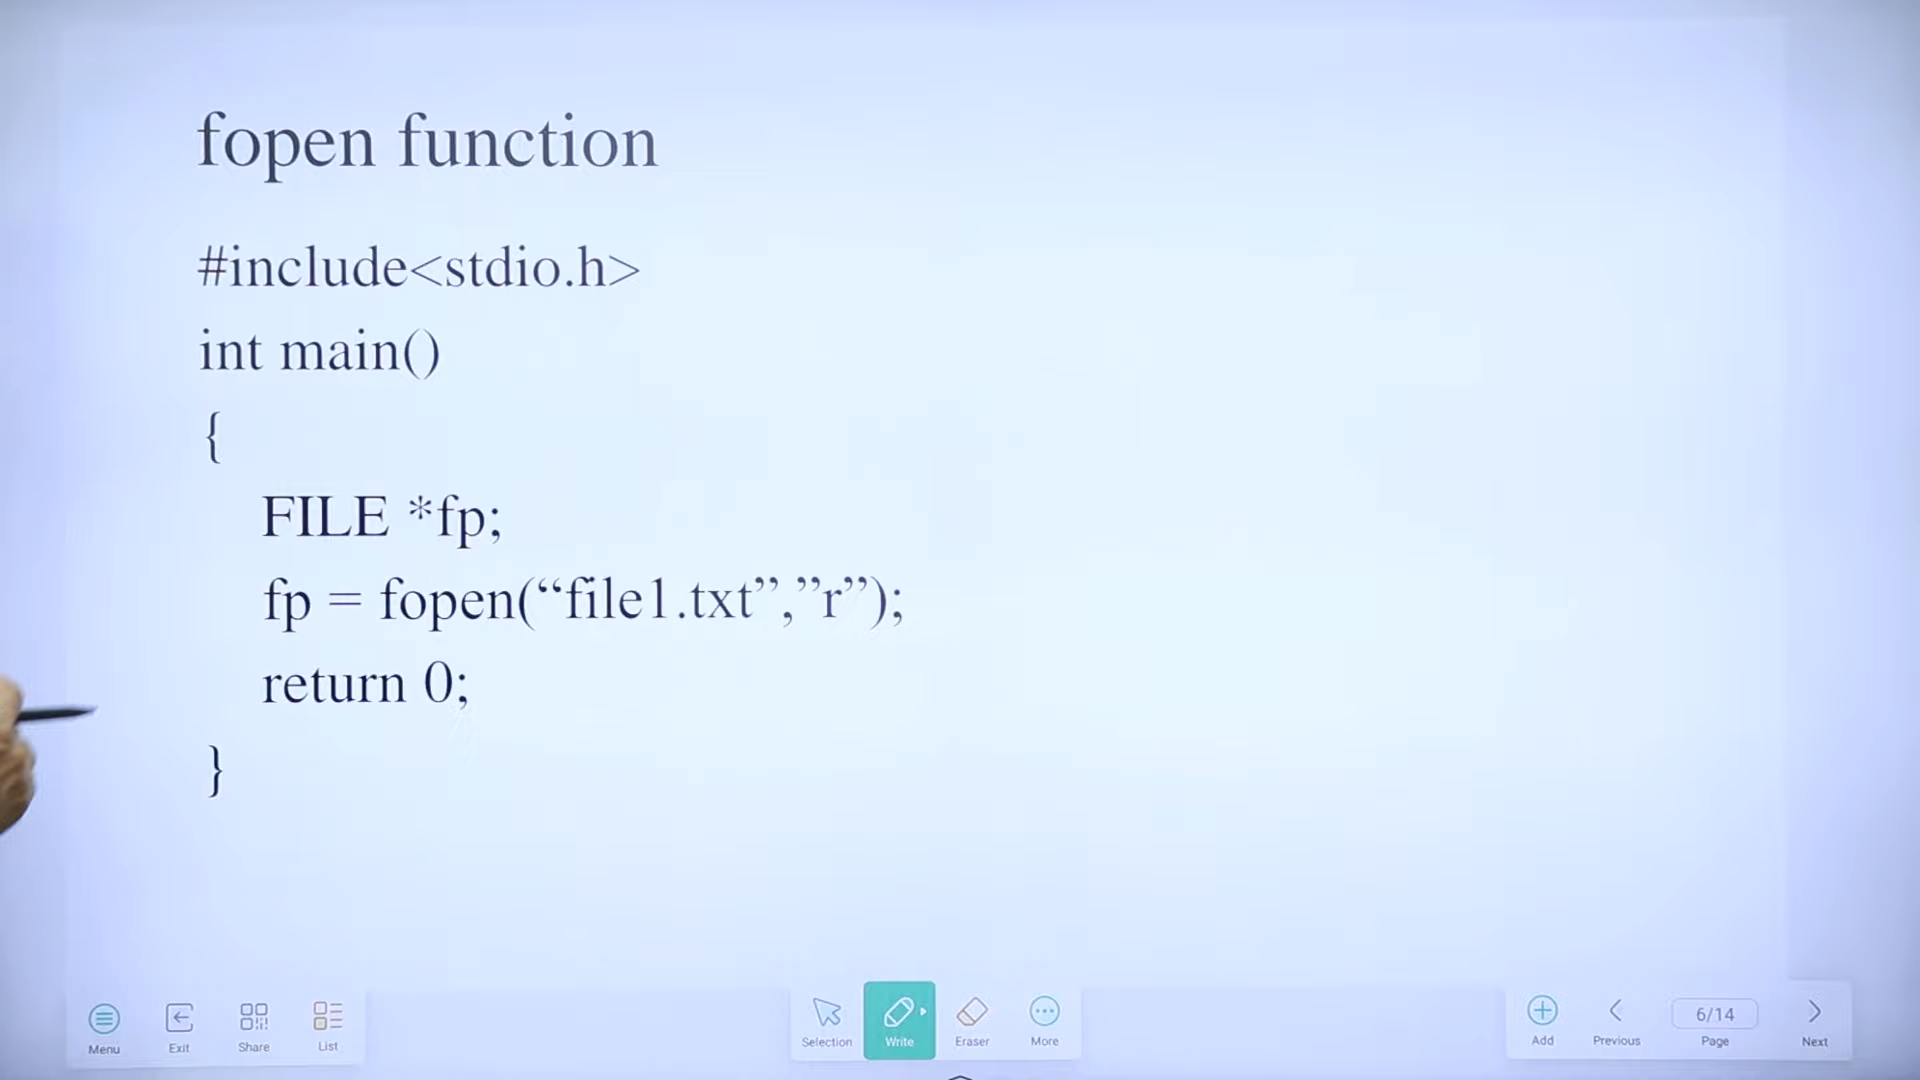 fopen function
#include<stdio.h>
int main()
{
FILE *fp;
fp = fopen(“file1.txt”,”r”);
return 0;
}
Menu
Exit
Share
List
Selection
Write
Eraser
More
Add
Previous
6/14
Page
Next